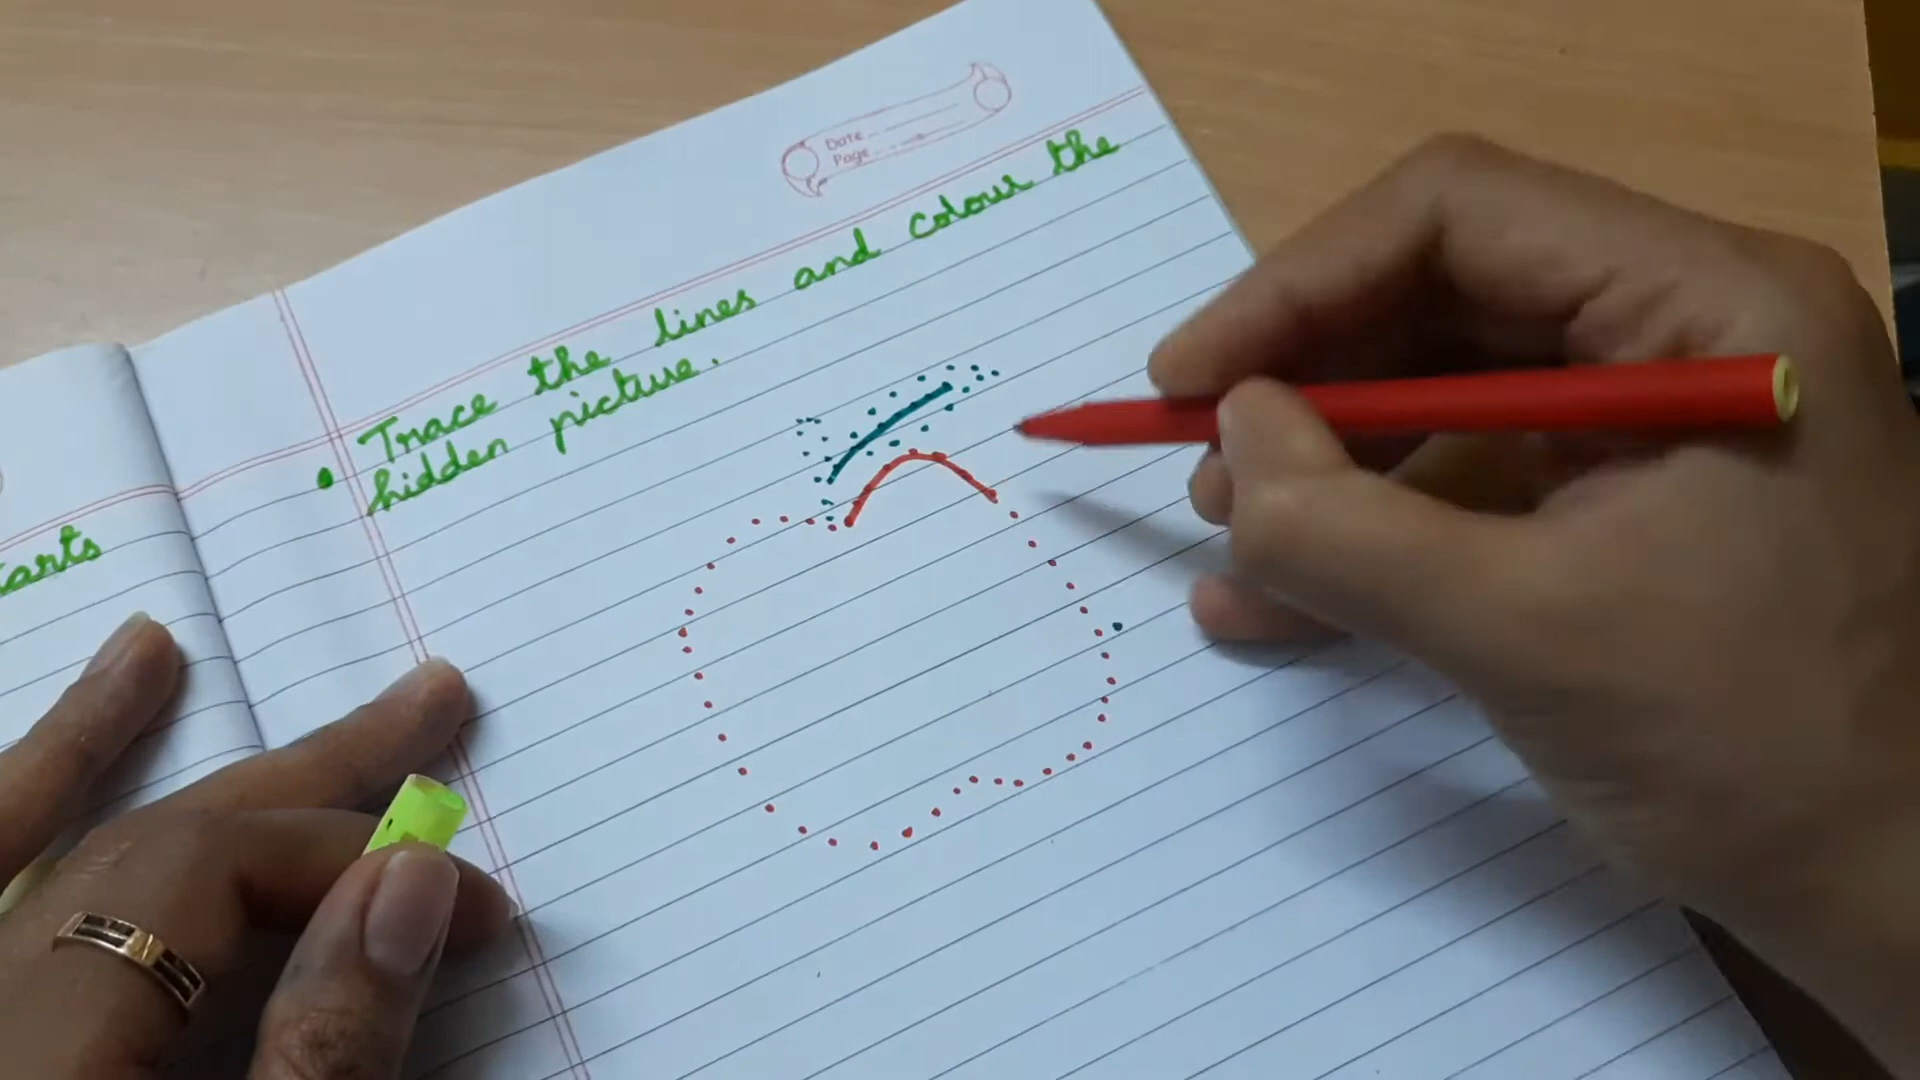 Date
Page
Trace the lines and colour the
hidden picture.